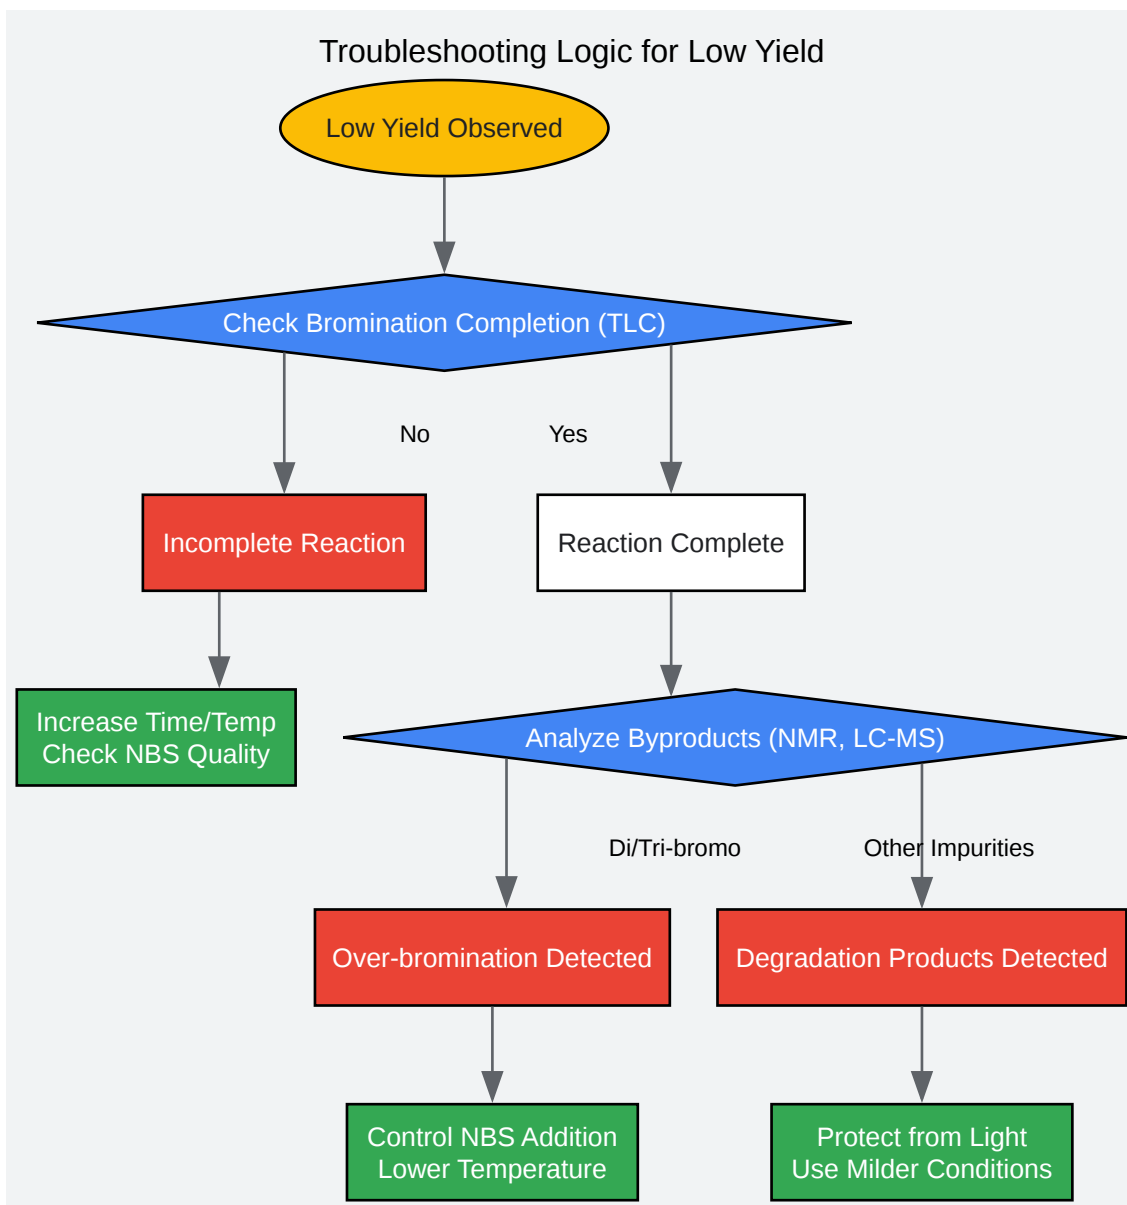 Troubleshooting Logic for Low Yield
Low Yield Observed
Check Bromination Completion (TLC)
No
Yes
Incomplete Reaction
Reaction Complete
Increase Time/Temp
Check NBS Quality
Analyze Byproducts (NMR, LC-MS)
Di/Tri-bromo
Other Impurities
Over-bromination Detected
Degradation Products Detected
Control NBS Addition
Lower Temperature
Protect from Light
Use Milder Conditions